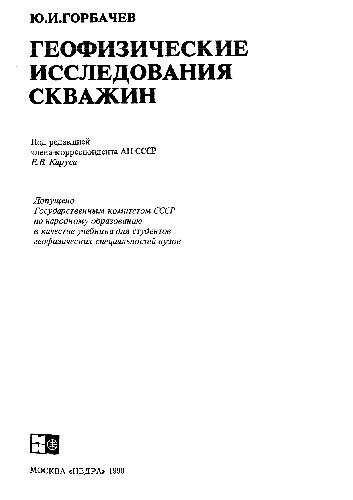 Ю.И.ГОРБАЧЕВ
ГЕОФИЗИЧЕСКИЕ
ИССЛЕДОВАНИЯ
СКВАЖИН
Под редакцией
члена-корреспондента АН СССР
Е.В. Каруса
Допущено
Государственным комитетом СССР
по народному образованию
в качестве учебника для студентов
геофизических специальностей вузов
МОСКВА «НЕДРА» 1990